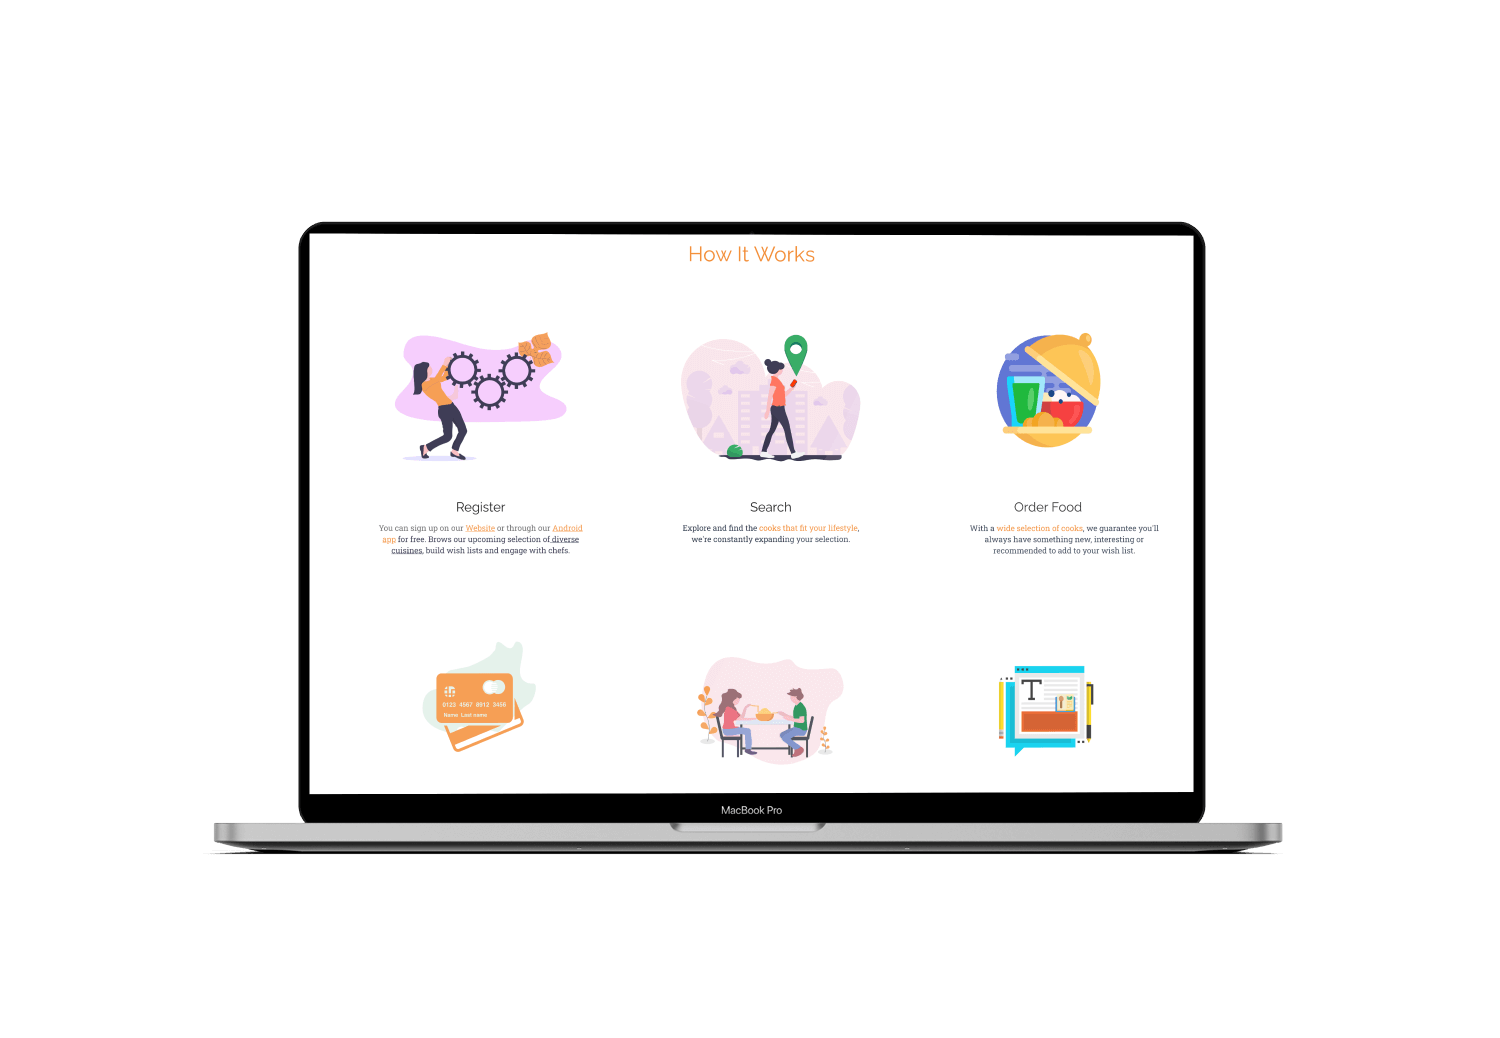 How It Works
Register
You can sign up on our Website or through our Android
app for free. Brows our upcoming selection of diverse
cuisines, build wish lists and engage with chefs.
Search
Explore and find the cooks that fit your lifestyle,
we're constantly expanding your selection.
Order Food
With a wide selection of cooks, we guarantee you'll
always have something new, interesting or
recommended to add to your wish list.
0123 4567 8912 3456
Name Last name
T
MacBook Pro